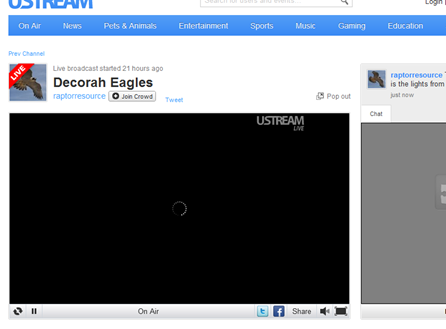 USTREAM
Search for users and events.
Login
On Air News Pets & Animals Entertainment Sports Music Gaming Education
Prev Channel
LIVE
Live broadcast started 21 hours ago
Decorah Eagles
raptorresource Join Crowd Tweet
Pop out
raptorresource
is the lights from
just now
Chat
USTREAM
LIVE
On Air
Share